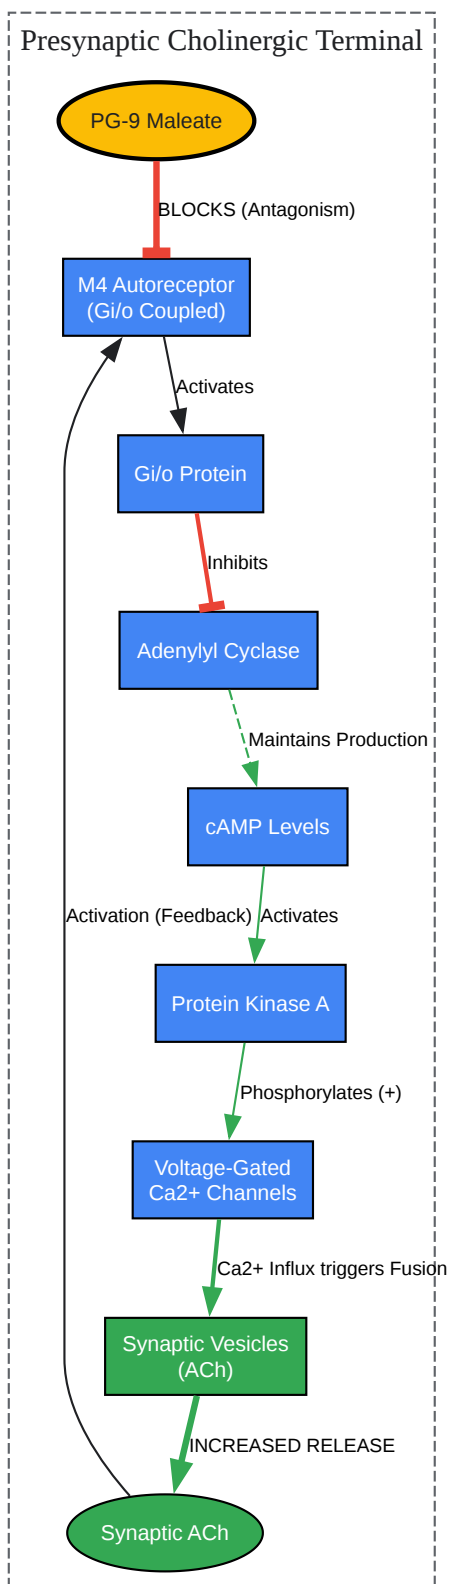 Presynaptic Cholinergic Terminal
PG-9 Maleate
BLOCKS (Antagonism)
M4 Autoreceptor
(Gi/o Coupled)
Activates
Gi/o Protein
Inhibits
Adenylyl Cyclase
Maintains Production
cAMP Levels
Activation (Feedback)
Activates
Protein Kinase A
Phosphorylates (+)
Voltage-Gated
Ca2+ Channels
Ca2+ Influx triggers Fusion
Synaptic Vesicles
(ACh)
INCREASED RELEASE
Synaptic ACh